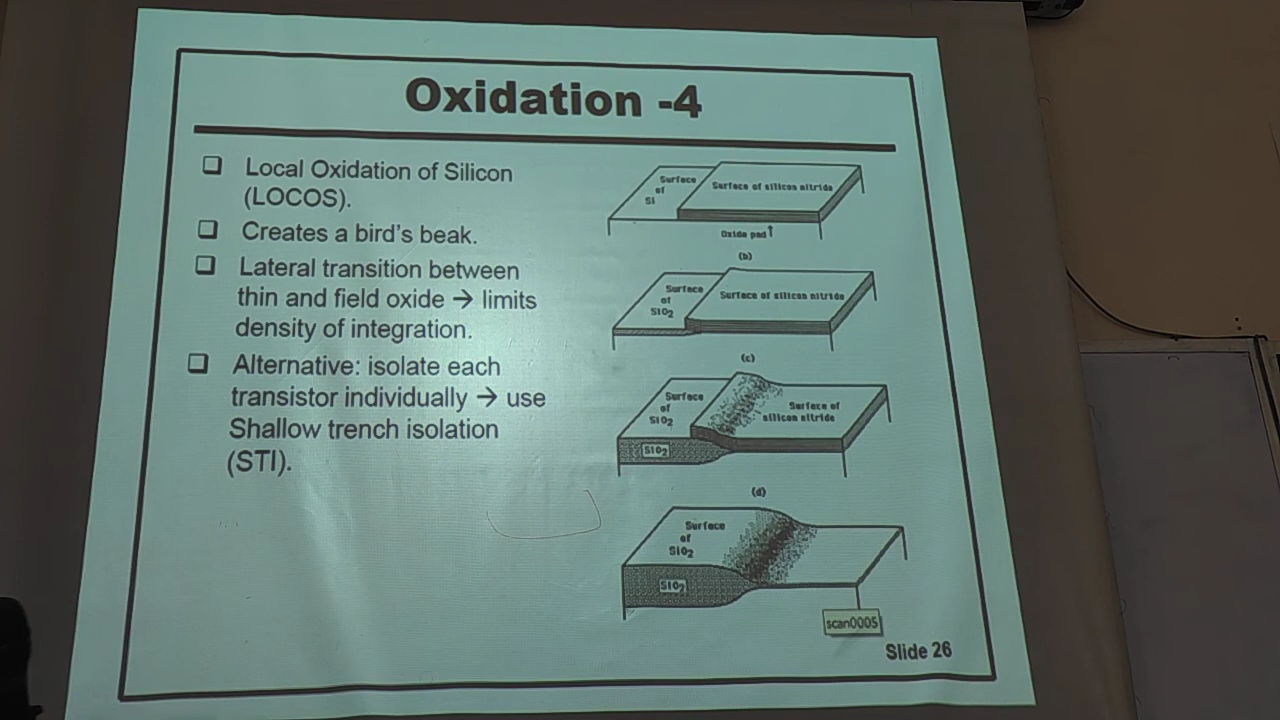 Oxidation -4
❑ Local Oxidation of Silicon
(LOCOS).
❑ Creates a bird's beak.
❑ Lateral transition between
thin and field oxide → limits
density of integration.
❑ Alternative: isolate each
transistor individually → use
Shallow trench isolation
(STI).
Surface
of
Si
Surface of silicon nitride
Oxide pad↑
(b)
Surface
of
SiO2
Surface of silicon nitride
(c)
Surface
of
SiO2
Surface of
silicon nitride
SiO2
(d)
Surface
of
SiO2
SiO2
scan0005
Slide 26